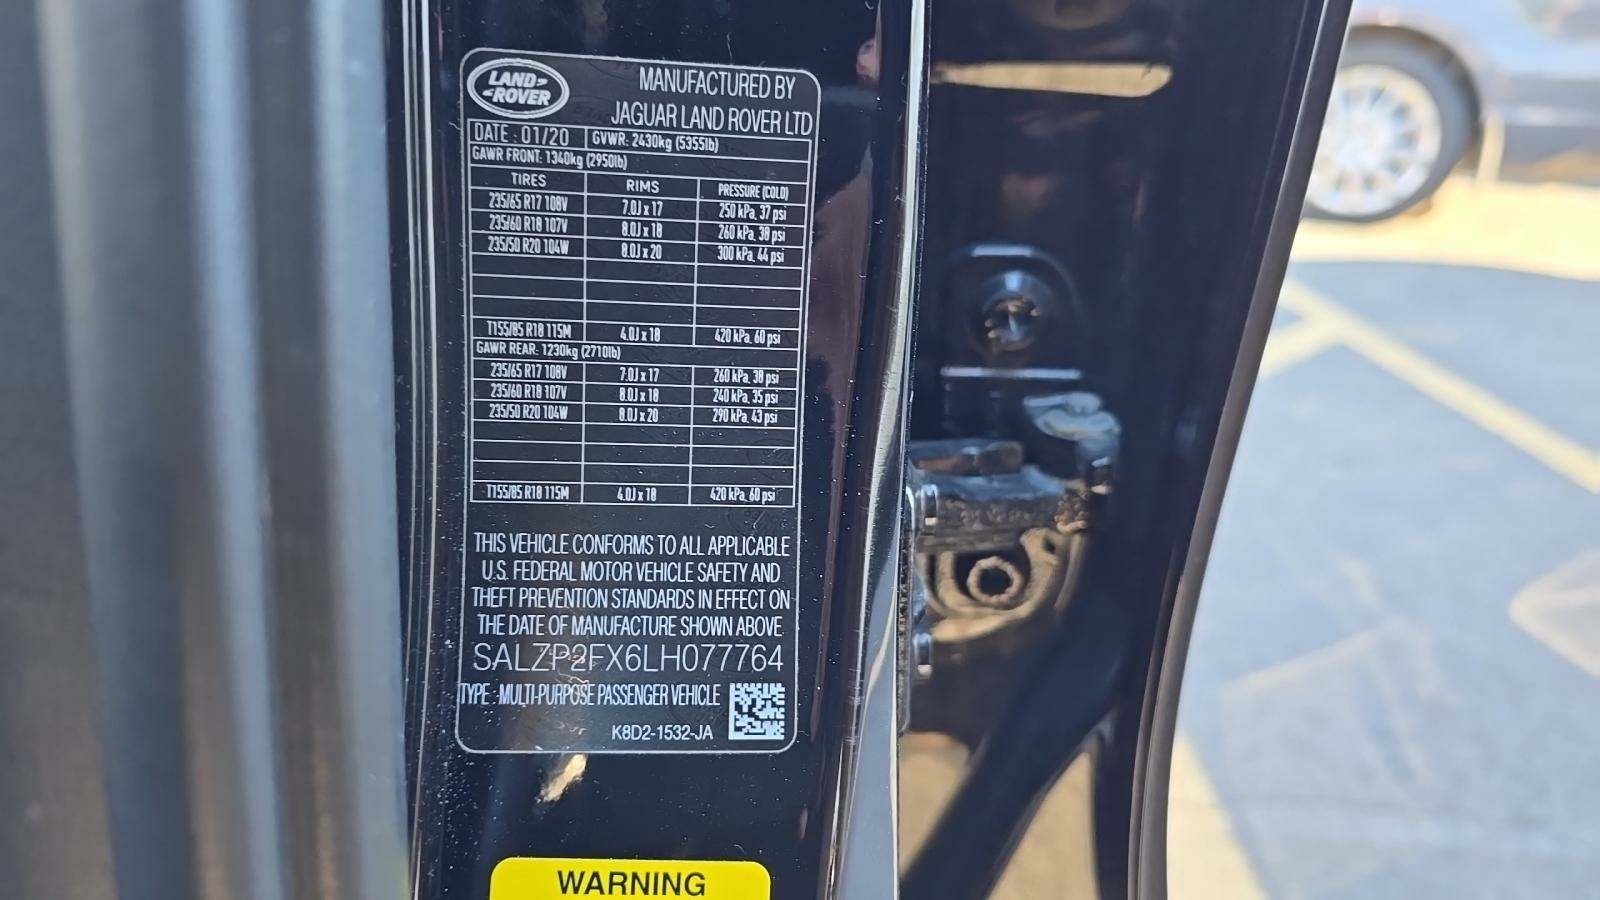 LAND-
-ROVER
MANUFACTURED BY
JAGUAR LAND ROVER LTD
DATE : 01/20 GVWR: 2430kg (5355lb)
GAWR FRONT: 1340kg (2950lb)
TIRES RIMS PRESSURE (COLD)
235/65 R17 108V 7.0J x 17 250 kPa, 37 psi
235/60 R18 107V 8.0J x 18 260 kPa, 38 psi
235/50 R20 104W 8.0J x 20 300 kPa, 44 psi
T155/85 R18 115M 4.0J x 18 420 kPa, 60 psi
GAWR REAR: 1230kg (2710lb)
235/65 R17 108V 7.0J x 17 260 kPa, 38 psi
235/60 R18 107V 8.0J x 18 240 kPa, 35 psi
235/50 R20 104W 8.0J x 20 290 kPa, 43 psi
T155/85 R18 115M 4.0J x 18 420 kPa, 60 psi
THIS VEHICLE CONFORMS TO ALL APPLICABLE
U.S. FEDERAL MOTOR VEHICLE SAFETY AND
THEFT PREVENTION STANDARDS IN EFFECT ON
THE DATE OF MANUFACTURE SHOWN ABOVE
SALZP2FX6LH077764
TYPE :MULTI-PURPOSE PASSENGER VEHICLE
K8D2-1532-JA
WARNING